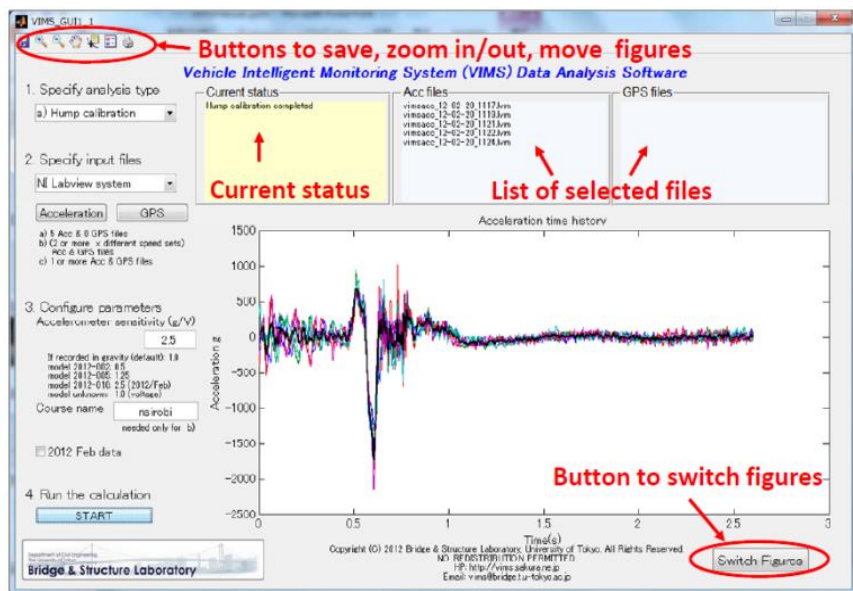 VIMS_GUI1_1
Buttons to save, zoom in/out, move figures
Vehicle Intelligent Monitoring System (VIMS) Data Analysis Software
1. Specify analysis type
a) Hump calibration
Current status
Hump calibration completed
Current status
Acc files
vimsacc_12-02-20_1117.lvm
vimsacc_12-02-20_1119.lvm
vimsacc_12-02-20_1121.lvm
vimsacc_12-02-20_1122.lvm
vimsacc_12-02-20_1124.lvm
GPS files
List of selected files
2. Specify input files
NI Labview system
Acceleration
GPS
a) 5 Acc & 0 GPS files
b) (2 or more x different speed sets)
Acc & GPS files
c) 1 or more Acc & GPS files
3. Configure parameters
Accelerometer sensitivity (g/V)
2.5
If recorded in gravity (default): 1.0
model 2012-002: 0.5
model 2012-005: 1.25
model 2012-010: 2.5 (2012/Feb)
model unknown: 1.0 (voltage)
Course name
nairobi
needed only for b)
2012 Feb data
4. Run the calculation
START
Acceleration time history
Acceleration g
1500
1000
500
0
-500
-1000
-1500
-2000
-2500
0
0.5
1
1.5
2
2.5
3
Time(s)
Button to switch figures
Switch Figures
Department of Civil Engineering
Bridge & Structure Laboratory
Copyright (C) 2012 Bridge & Structure Laboratory, University of Tokyo. All Rights Reserved.
NO REDISTRIBUTION PERMITTED
HP: http://vims.sakura.ne.jp
Email: vims@bridge.t.u-tokyo.ac.jp